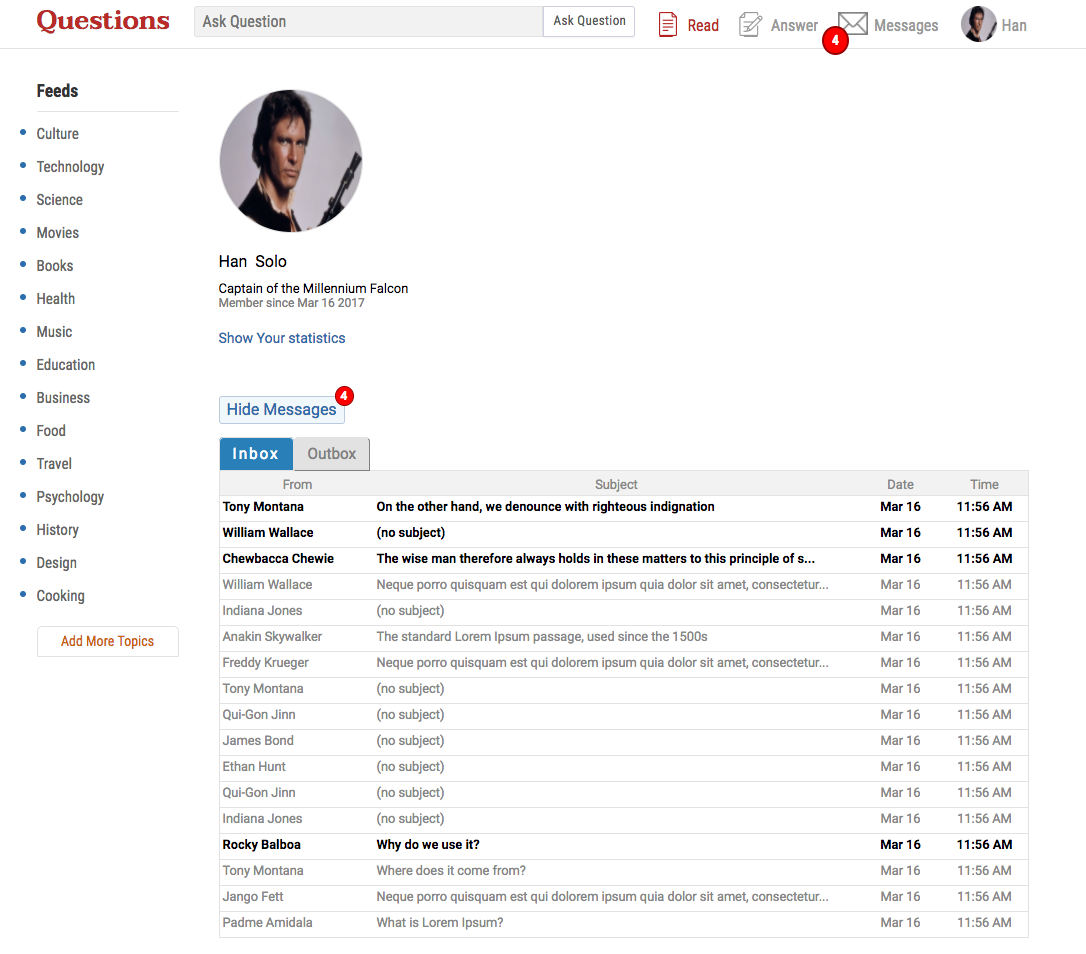 Questions
Ask Question
Ask Question
Read
Answer
4
Messages
Han
Feeds
Culture
Technology
Science
Movies
Books
Health
Music
Education
Business
Food
Travel
Psychology
History
Design
Cooking
Add More Topics
Han Solo
Captain of the Millennium Falcon
Member since Mar 16 2017
Show Your statistics
Hide Messages 4
Inbox Outbox
From Subject Date Time
Tony Montana On the other hand, we denounce with righteous indignation Mar 16 11:56 AM
William Wallace (no subject) Mar 16 11:56 AM
Chewbacca Chewie The wise man therefore always holds in these matters to this principle of s... Mar 16 11:56 AM
William Wallace Neque porro quisquam est qui dolorem ipsum quia dolor sit amet, consectetur... Mar 16 11:56 AM
Indiana Jones (no subject) Mar 16 11:56 AM
Anakin Skywalker The standard Lorem Ipsum passage, used since the 1500s Mar 16 11:56 AM
Freddy Krueger Neque porro quisquam est qui dolorem ipsum quia dolor sit amet, consectetur... Mar 16 11:56 AM
Tony Montana (no subject) Mar 16 11:56 AM
Qui-Gon Jinn (no subject) Mar 16 11:56 AM
James Bond (no subject) Mar 16 11:56 AM
Ethan Hunt (no subject) Mar 16 11:56 AM
Qui-Gon Jinn (no subject) Mar 16 11:56 AM
Indiana Jones (no subject) Mar 16 11:56 AM
Rocky Balboa Why do we use it? Mar 16 11:56 AM
Tony Montana Where does it come from? Mar 16 11:56 AM
Jango Fett Neque porro quisquam est qui dolorem ipsum quia dolor sit amet, consectetur... Mar 16 11:56 AM
Padme Amidala What is Lorem Ipsum? Mar 16 11:56 AM